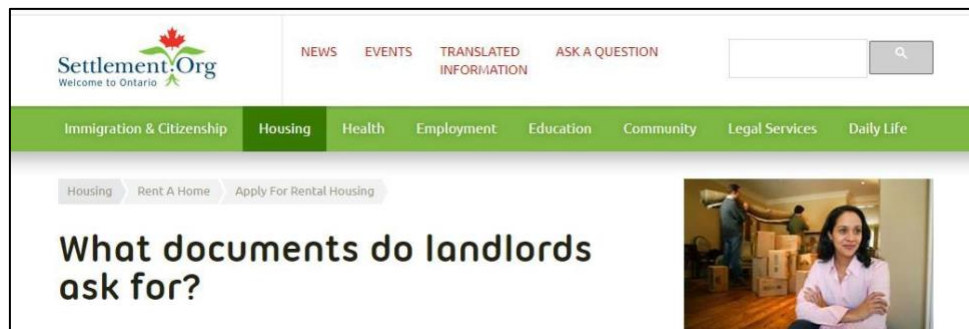 Settlement.Org
Welcome to Ontario
NEWS EVENTS TRANSLATED INFORMATION ASK A QUESTION
Immigration & Citizenship Housing Health Employment Education Community Legal Services Daily Life
Housing Rent A Home Apply For Rental Housing
What documents do landlords
ask for?